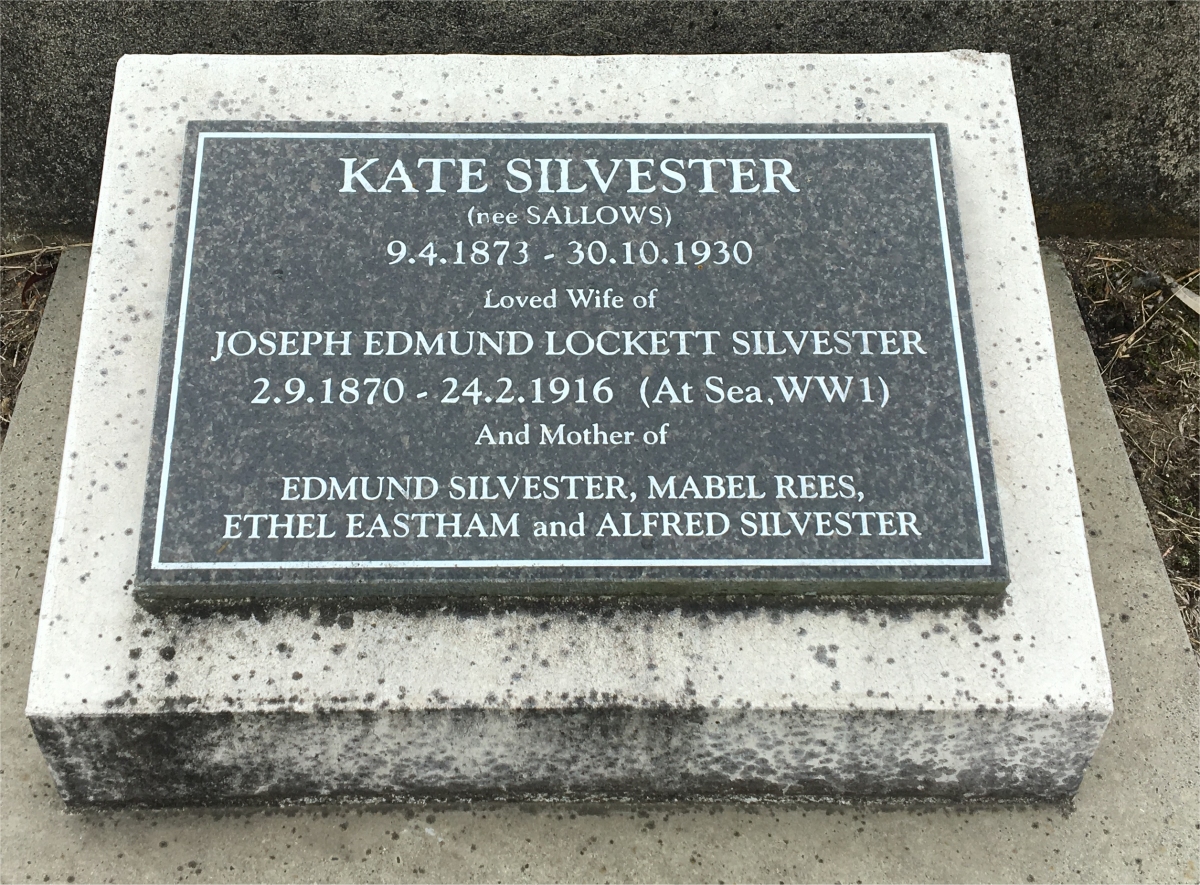 KATE SILVESTER
(nee SALLOWS)
9.4.1873 - 30.10.1930
Loved Wife of
JOSEPH EDMUND LOCKETT SILVESTER
2.9.1870 - 24.2.1916 (At Sea, WW1)
And Mother of
EDMUND SILVESTER, MABEL REES,
ETHEL EASTHAM and ALFRED SILVESTER